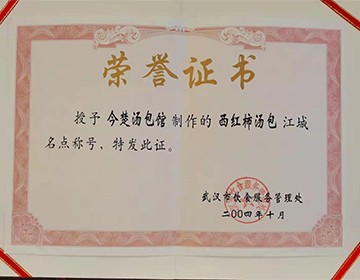 荣誉证书
授予 今楚汤包馆 制作的 西红柿汤包 江城
名点称号，特发此证。
武汉市饮食服务管理处
二00四年十月